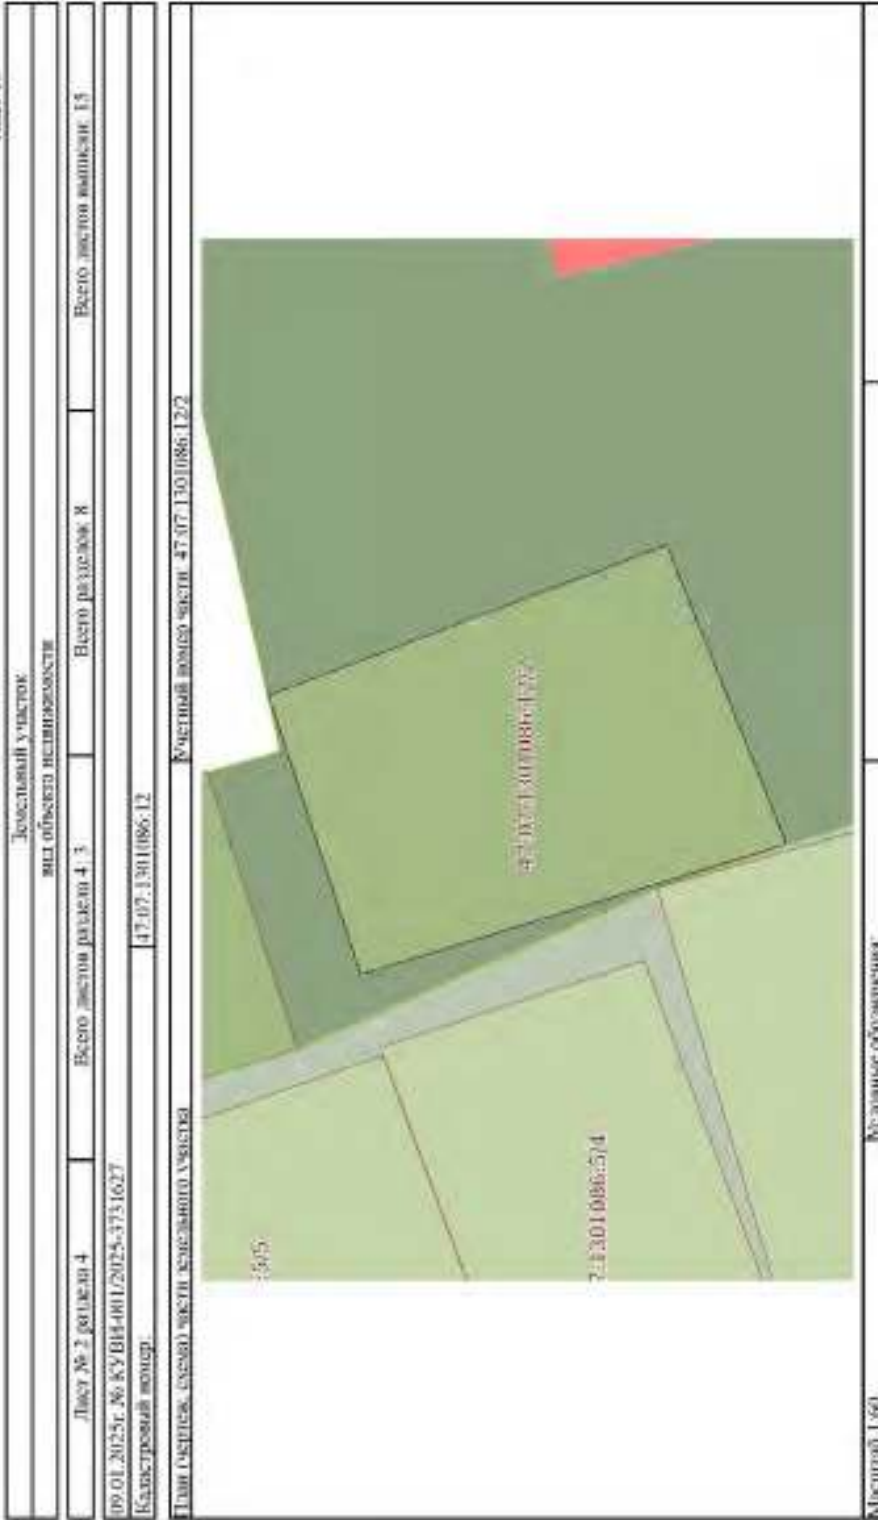 Земельный участок
вид объекта недвижимости
Лист № 2 раздела 4 Всего листов раздела 4: 3 Всего разделов: 8 Всего листов выписки: 15
09.01.2025г. № КУВИ-001/2025-3731627
Кадастровый номер: 47:07:1301086:12
План (чертеж, схема) части земельного участка Учетный номер части: 47:07:1301086:12/2
:5/5
47:07:1301086:12/2
7:1301086:5/4
Масштаб 1:60 Условные обозначения: